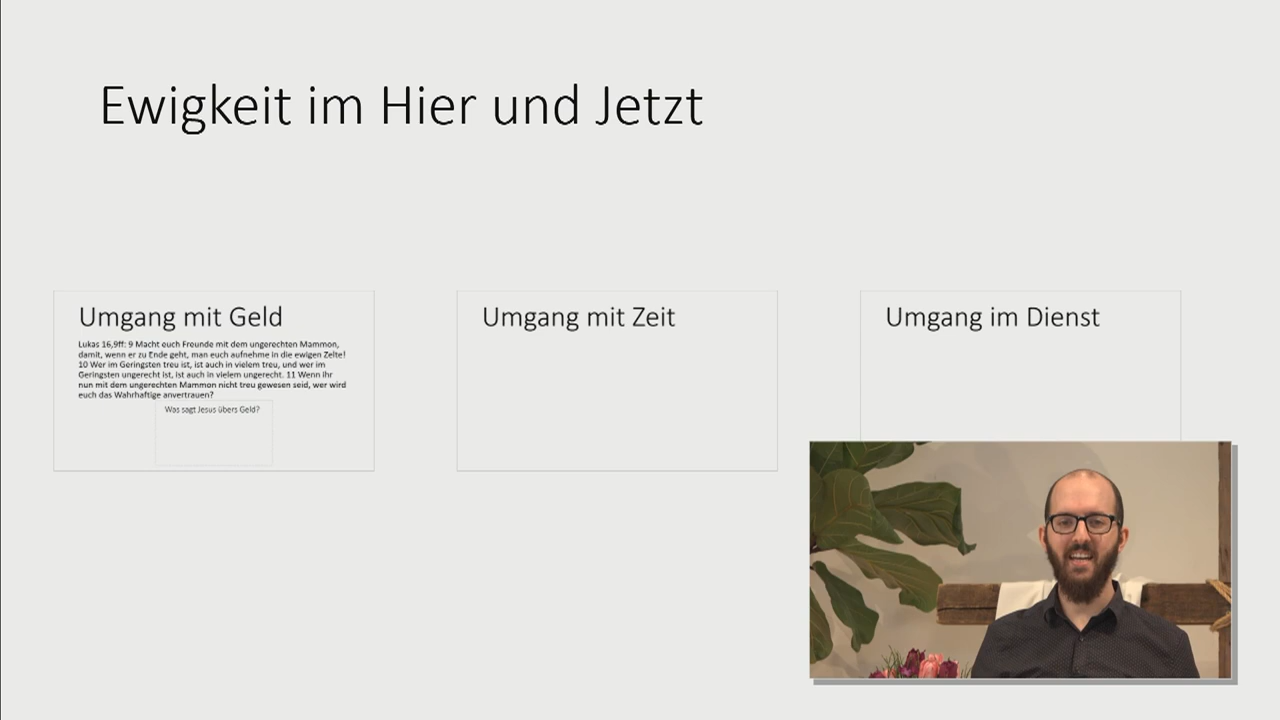 Ewigkeit im Hier und Jetzt
Umgang mit Geld
Lukas 16,9ff: 9 Macht euch Freunde mit dem ungerechten Mammon,
damit, wenn er zu Ende geht, man euch aufnehme in die ewigen Zelte!
10 Wer im Geringsten treu ist, ist auch in vielem treu, und wer im
Geringsten ungerecht ist, ist auch in vielem ungerecht. 11 Wenn ihr
nun mit dem ungerechten Mammon nicht treu gewesen seid, wer wird
euch das Wahrhaftige anvertrauen?
Was sagt Jesus übers Geld?
Umgang mit Zeit
Umgang im Dienst